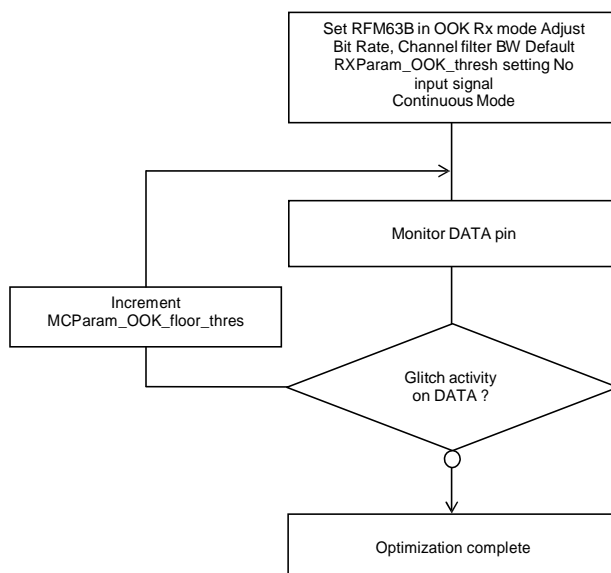 Set RFM63B in OOK Rx mode Adjust
Bit Rate, Channel filter BW Default
RXParam_OOK_thresh setting No
input signal
Continuous Mode
Monitor DATA pin
Increment
MCParam_OOK_floor_thres
Glitch activity
on DATA ?
Optimization complete